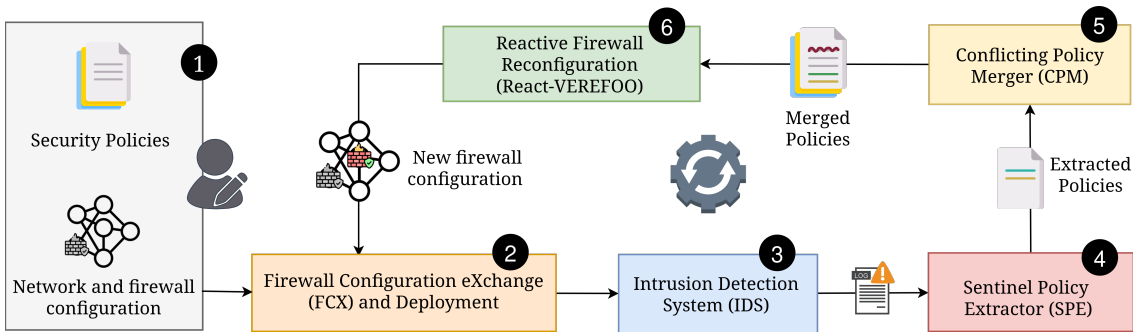 1
Security Policies
Network and firewall
configuration
2
Firewall Configuration eXchange
(FCX) and Deployment
3
Intrusion Detection
System (IDS)
LOG
4
Sentinel Policy
Extractor (SPE)
Extracted
Policies
5
Conflicting Policy
Merger (CPM)
Merged
Policies
6
Reactive Firewall
Reconfiguration
(React-VEREFOO)
New firewall
configuration